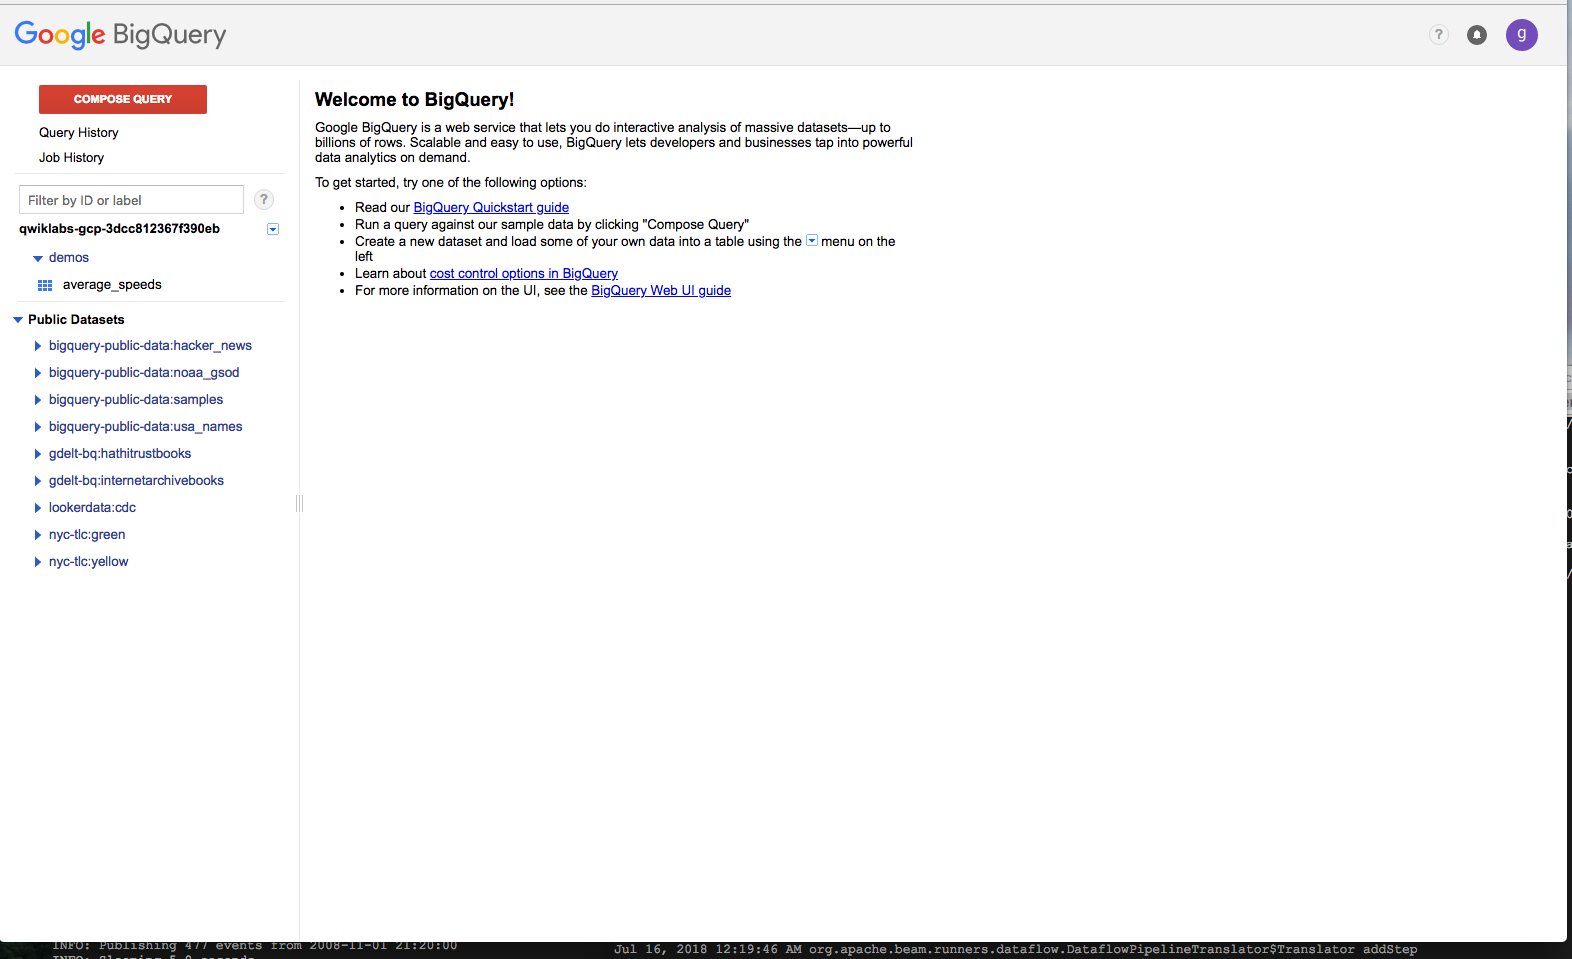 Google BigQuery
?
g
COMPOSE QUERY
Query History
Job History
Filter by ID or label
?
qwiklabs-gcp-3dcc812367f390eb
demos
average_speeds
Public Datasets
bigquery-public-data:hacker_news
bigquery-public-data:noaa_gsod
bigquery-public-data:samples
bigquery-public-data:usa_names
gdelt-bq:hathitrustbooks
gdelt-bq:internetarchivebooks
lookerdata:cdc
nyc-tlc:green
nyc-tlc:yellow
Welcome to BigQuery!
Google BigQuery is a web service that lets you do interactive analysis of massive datasets—up to
billions of rows. Scalable and easy to use, BigQuery lets developers and businesses tap into powerful
data analytics on demand.
To get started, try one of the following options:
• Read our BigQuery Quickstart guide
• Run a query against our sample data by clicking "Compose Query"
• Create a new dataset and load some of your own data into a table using the menu on the
left
• Learn about cost control options in BigQuery
• For more information on the UI, see the BigQuery Web UI guide
INFO: Publishing 477 events from 2008-11-01 21:20:00
Jul 16, 2018 12:19:46 AM org.apache.beam.runners.dataflow.DataflowPipelineTranslator$Translator addStep
INFO: Sleeping 5.0 seconds